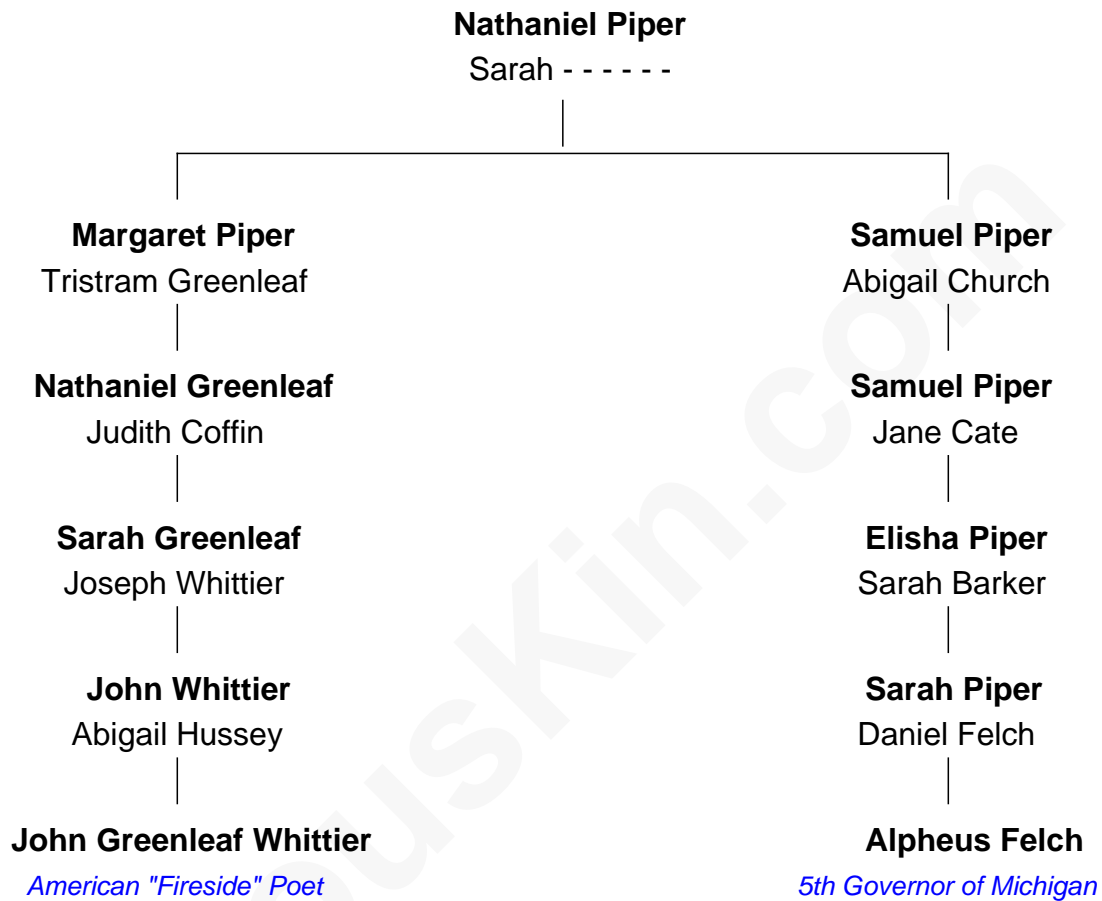 Nathaniel Piper
Sarah - - - - - -
Margaret Piper
Tristram Greenleaf
Samuel Piper
Abigail Church
Nathaniel Greenleaf
Judith Coffin
Samuel Piper
Jane Cate
Sarah Greenleaf
Joseph Whittier
Elisha Piper
Sarah Barker
John Whittier
Abigail Hussey
Sarah Piper
Daniel Felch
John Greenleaf Whittier
American "Fireside" Poet
Alpheus Felch
5th Governor of Michigan